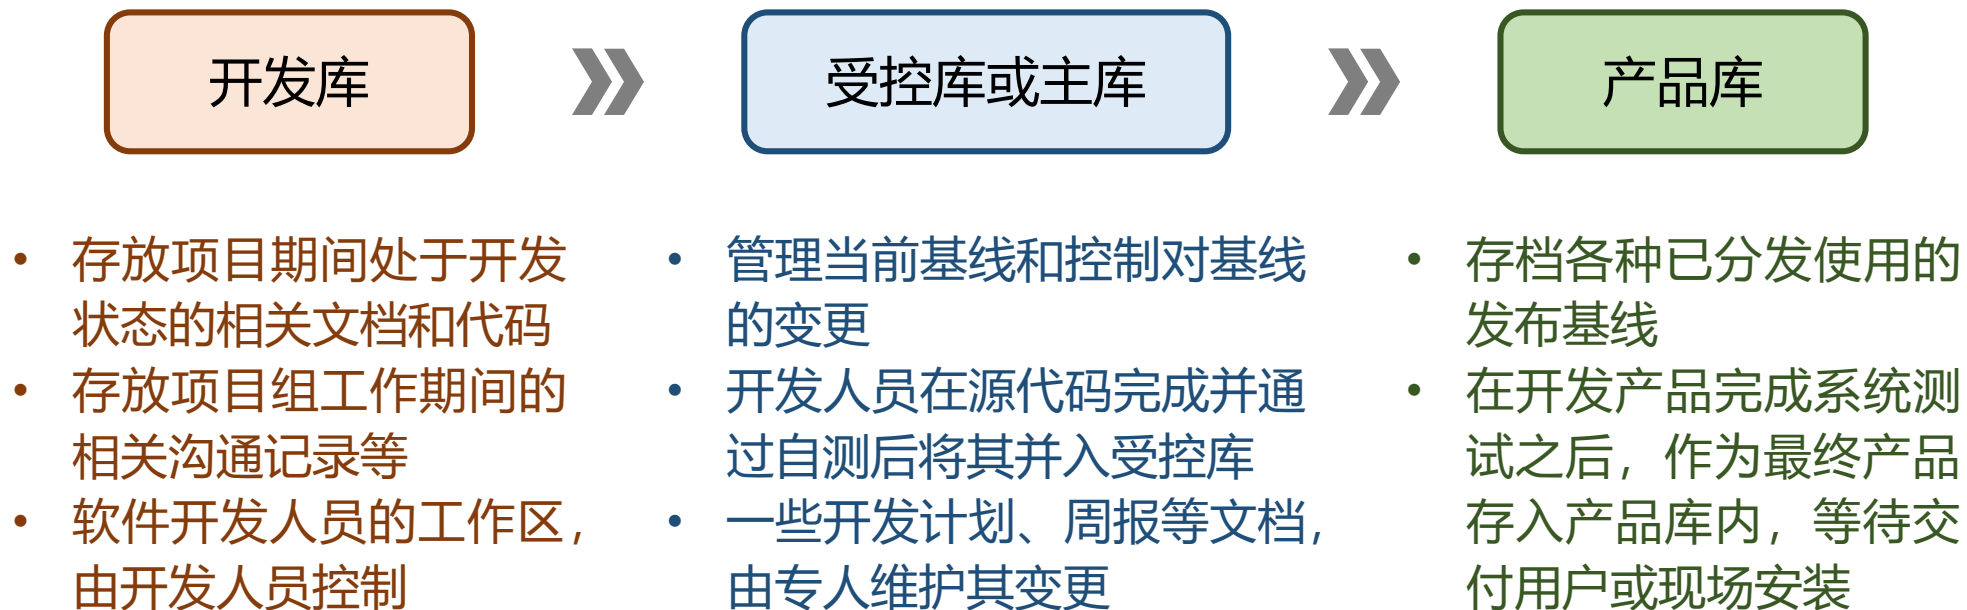 开发库
受控库或主库
产品库
• 存放项目期间处于开发
状态的相关文档和代码
• 存放项目组工作期间的
相关沟通记录等
• 软件开发人员的工作区，
由开发人员控制
• 管理当前基线和控制对基线
的变更
• 开发人员在源代码完成并通
过自测后将其并入受控库
• 一些开发计划、周报等文档，
由专人维护其变更
• 存档各种已分发使用的
发布基线
• 在开发产品完成系统测
试之后，作为最终产品
存入产品库内，等待交
付用户或现场安装